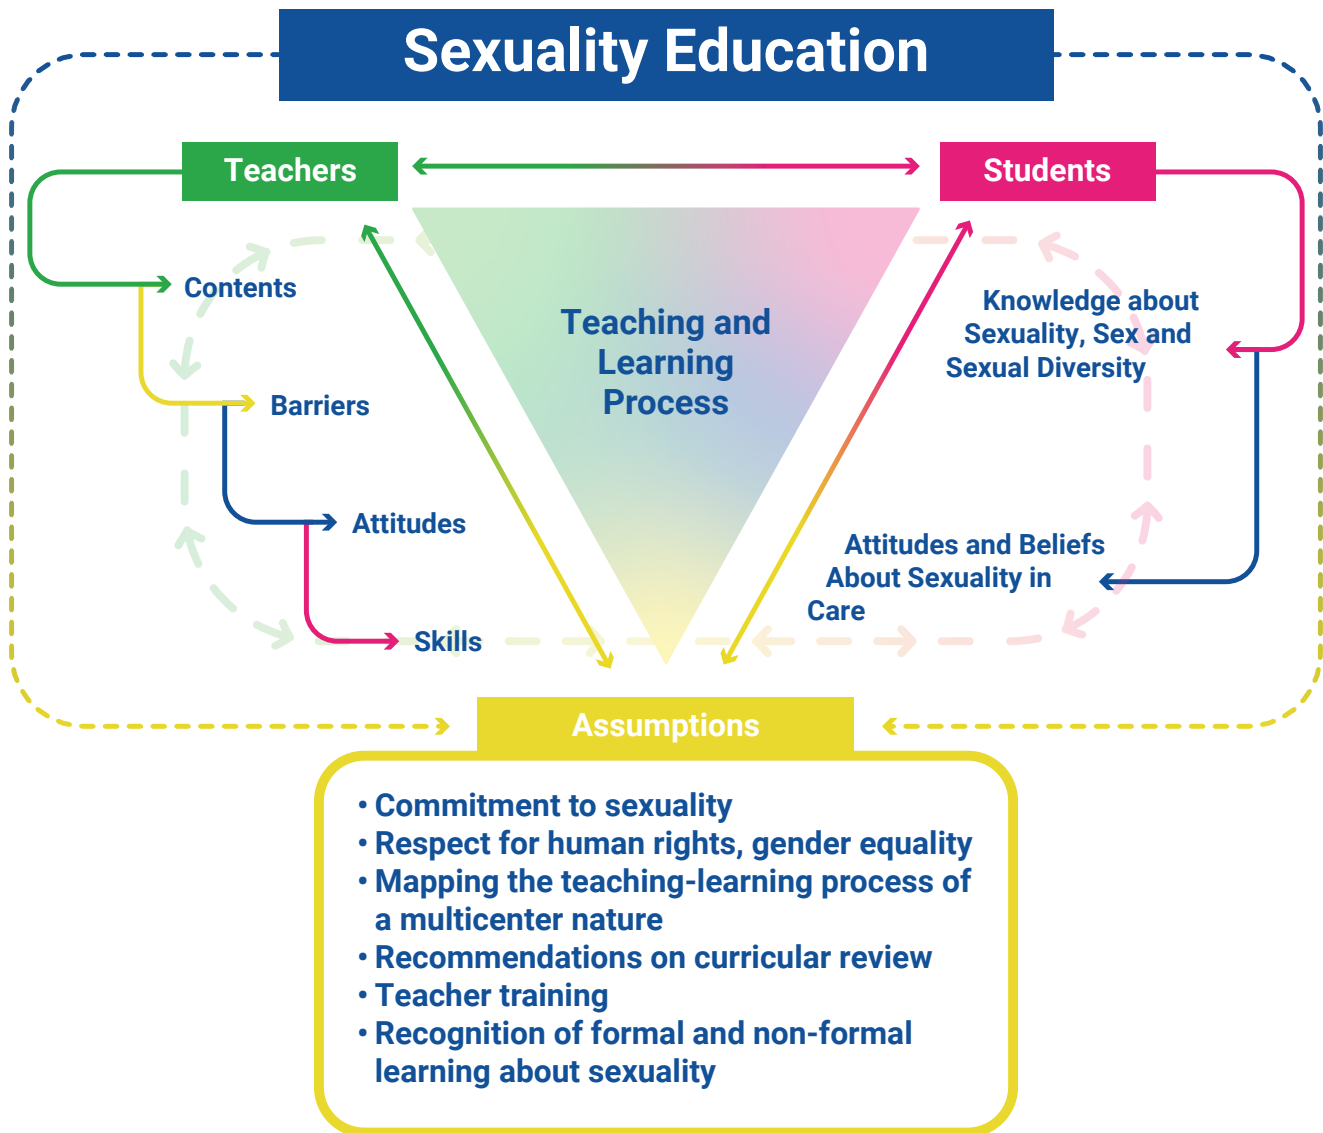 Sexuality Education
Teachers
Students
Contents
Barriers
Attitudes
Skills
Teaching and
Learning
Process
Knowledge about
Sexuality, Sex and
Sexual Diversity
Attitudes and Beliefs
About Sexuality in
Care
Assumptions
• Commitment to sexuality
• Respect for human rights, gender equality
• Mapping the teaching-learning process of
a multicenter nature
• Recommendations on curricular review
• Teacher training
• Recognition of formal and non-formal
learning about sexuality